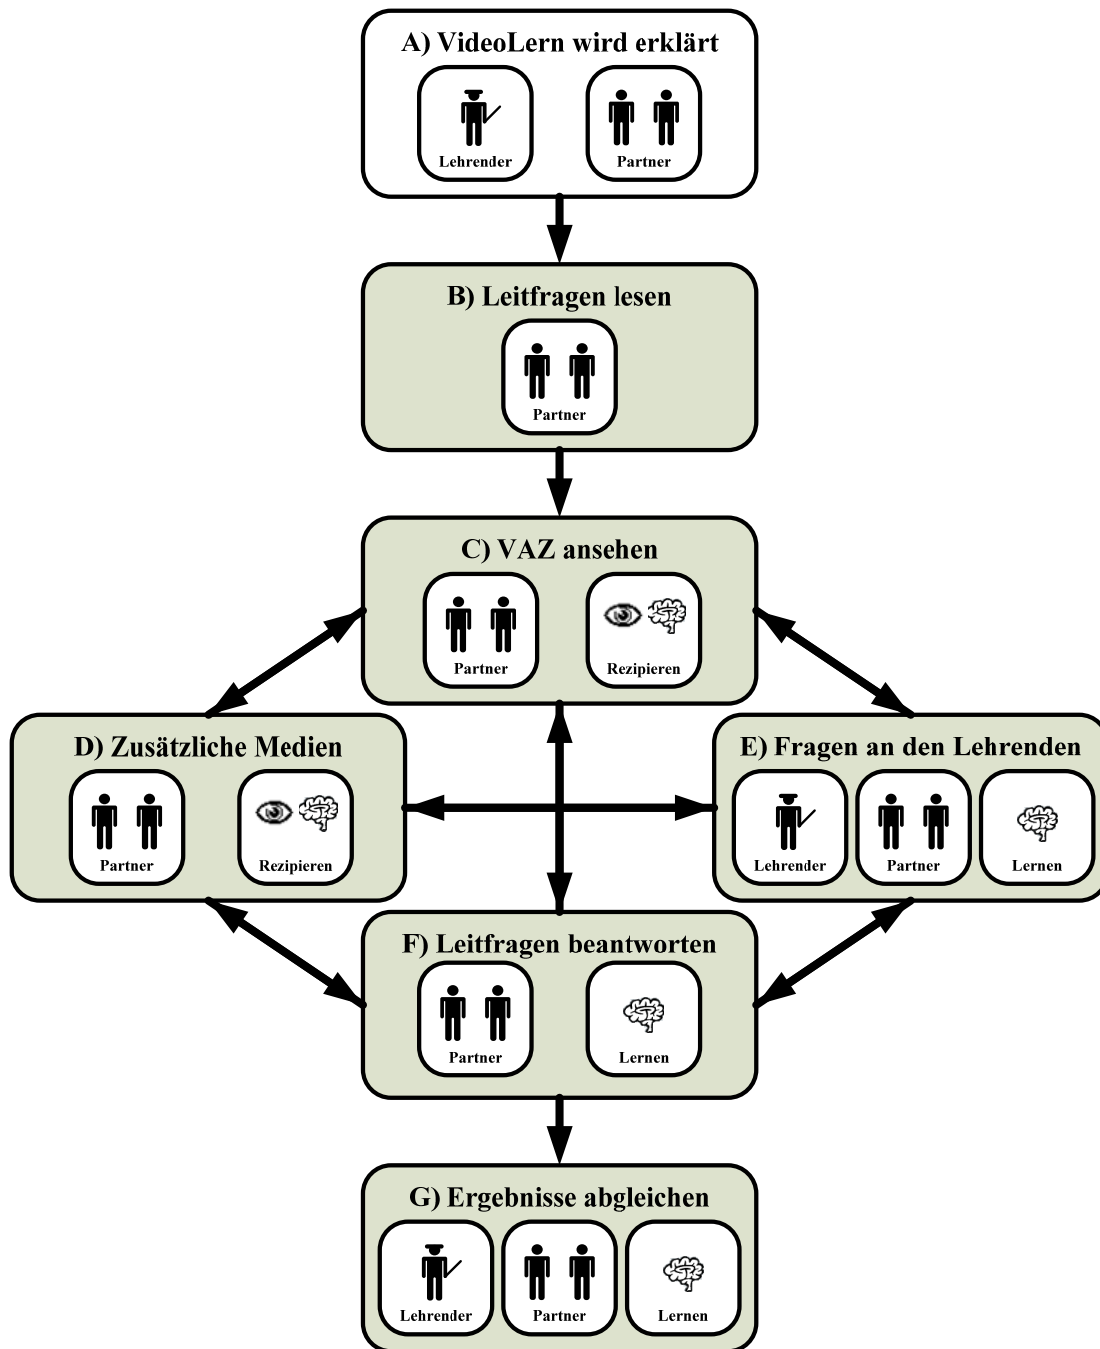 A) VideoLern wird erklärt
Lehrender
Partner
B) Leitfragen lesen
Partner
C) VAZ ansehen
Partner
Rezipieren
D) Zusätzliche Medien
Partner
Rezipieren
E) Fragen an den Lehrenden
Lehrender
Partner
Lernen
F) Leitfragen beantworten
Partner
Lernen
G) Ergebnisse abgleichen
Lehrender
Partner
Lernen